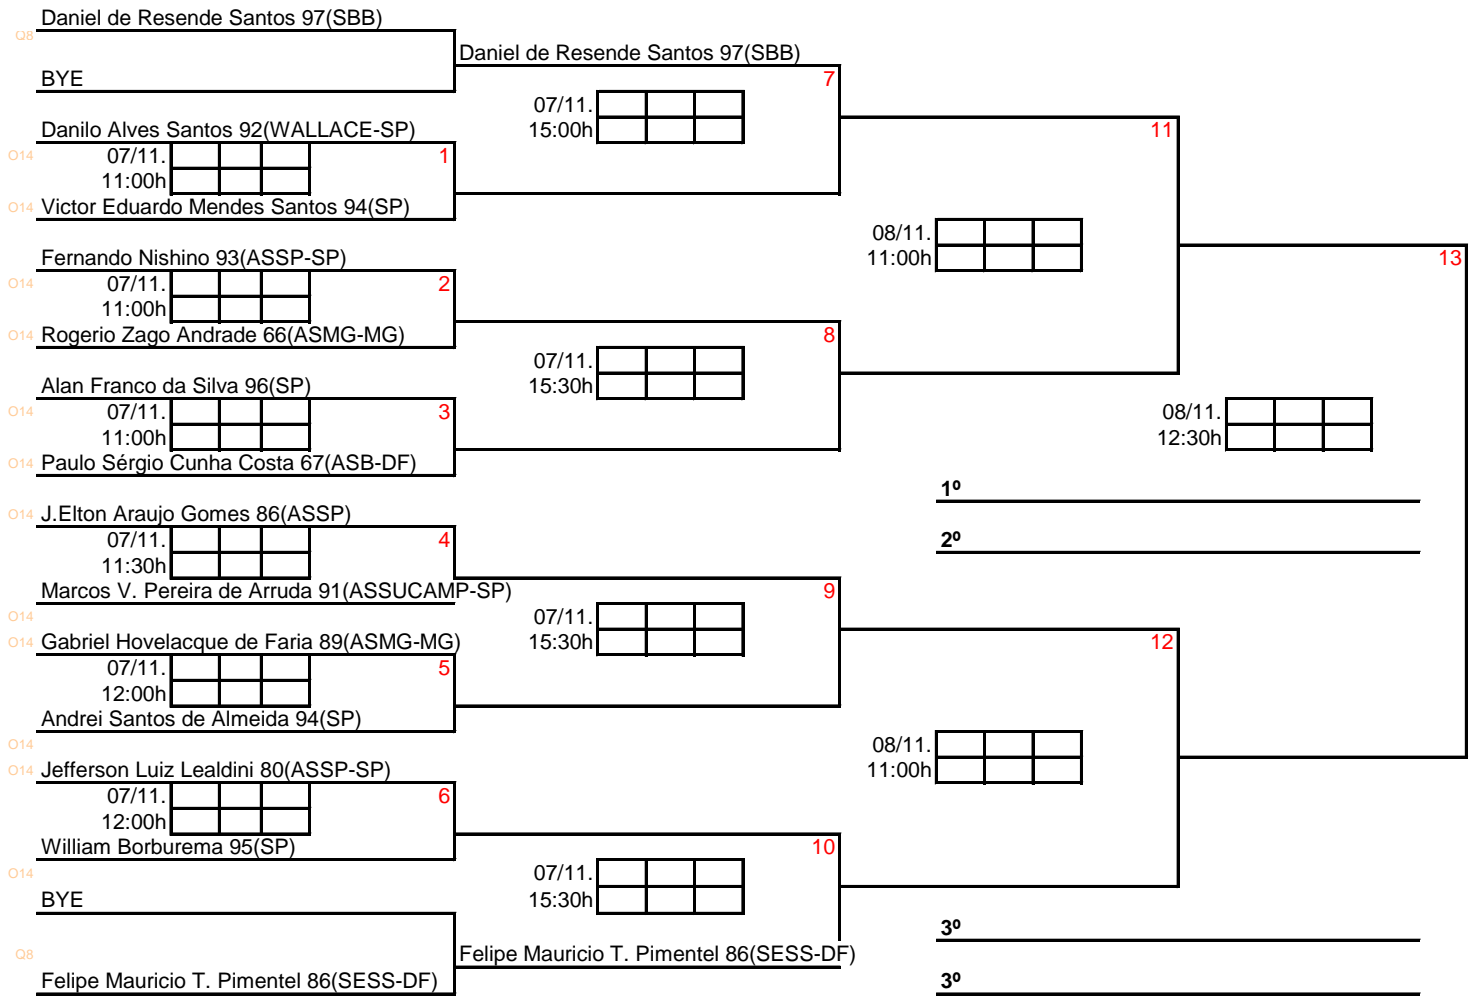 Daniel de Resende Santos 97(SBB)
Q8
Daniel de Resende Santos 97(SBB)
BYE
7
07/11.
15:00h
Danilo Alves Santos 92(WALLACE-SP)
11
O14 07/11. 1
11:00h
O14 Victor Eduardo Mendes Santos 94(SP)
08/11.
11:00h
Fernando Nishino 93(ASSP-SP)
13
O14 07/11. 2
11:00h
O14 Rogerio Zago Andrade 66(ASMG-MG)
8
07/11.
15:30h
Alan Franco da Silva 96(SP)
O14 07/11. 3
11:00h
08/11.
12:30h
O14 Paulo Sérgio Cunha Costa 67(ASB-DF)
1º
O14 J.Elton Araujo Gomes 86(ASSP)
07/11. 4
11:30h
2º
Marcos V. Pereira de Arruda 91(ASSUCAMP-SP)
9
O14
07/11.
15:30h
O14 Gabriel Hovelacque de Faria 89(ASMG-MG)
12
07/11. 5
12:00h
Andrei Santos de Almeida 94(SP)
O14
08/11.
11:00h
O14 Jefferson Luiz Lealdini 80(ASSP-SP)
07/11. 6
12:00h
William Borburema 95(SP)
10
O14
07/11.
15:30h
BYE
3º
Q8
Felipe Mauricio T. Pimentel 86(SESS-DF)
Felipe Mauricio T. Pimentel 86(SESS-DF)
3º